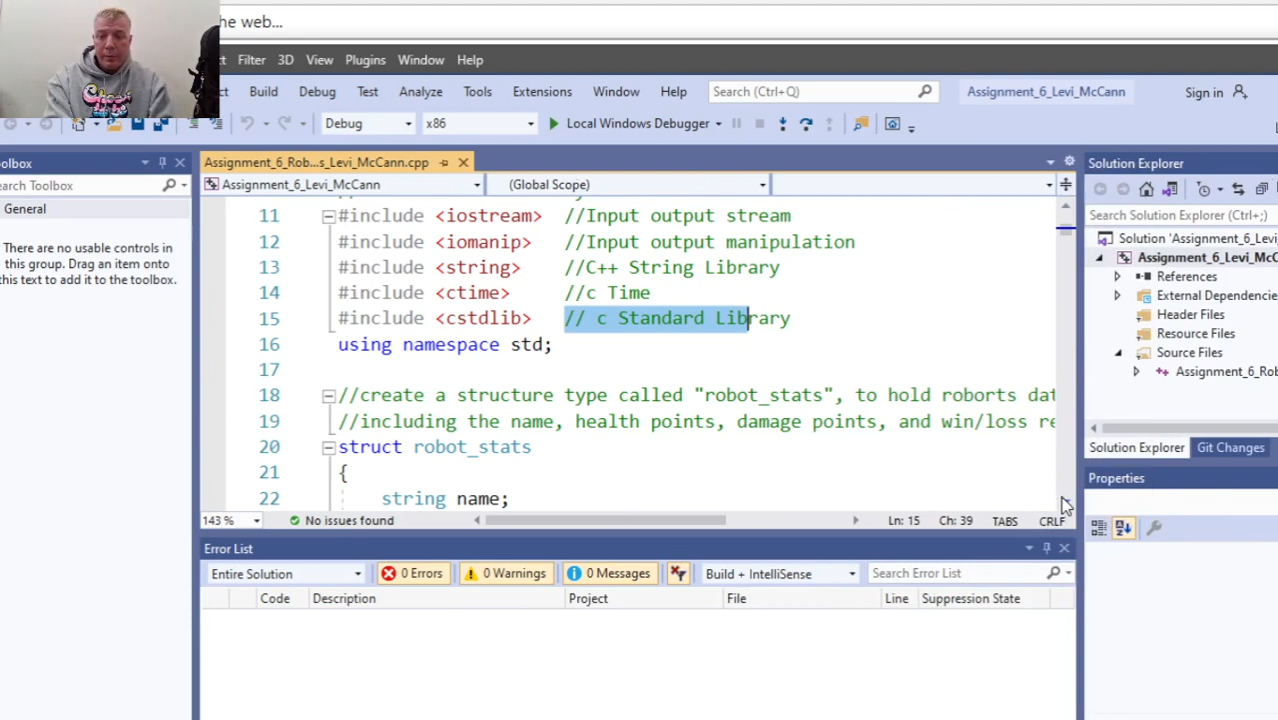 he web...
Filter 3D View Plugins Window Help
Build Debug Test Analyze Tools Extensions Window Help Search (Ctrl+Q) Assignment_6_Levi_McCann Sign in
Debug x86 Local Windows Debugger
oolbox
earch Toolbox
General
There are no usable controls in
this group. Drag an item onto
this text to add it to the toolbox.
Assignment_6_Rob...s_Levi_McCann.cpp
Assignment_6_Levi_McCann (Global Scope)
11 #include <iostream> //Input output stream
12 #include <iomanip> //Input output manipulation
13 #include <string> //C++ String Library
14 #include <ctime> //c Time
15 #include <cstdlib> // c Standard Library
16 using namespace std;
17
18 //create a structure type called "robot_stats", to hold roborts dat
19 //including the name, health points, damage points, and win/loss re
20 struct robot_stats
21 {
22 string name;
143 % No issues found Ln: 15 Ch: 39 TABS CRLF
Error List
Entire Solution 0 Errors 0 Warnings 0 Messages Build + IntelliSense Search Error List
Code Description Project File Line Suppression State
Solution Explorer
Search Solution Explorer (Ctrl+;)
Solution 'Assignment_6_Levi_
Assignment_6_Levi_McC
References
External Dependencie
Header Files
Resource Files
Source Files
Assignment_6_Rob
Solution Explorer Git Changes
Properties